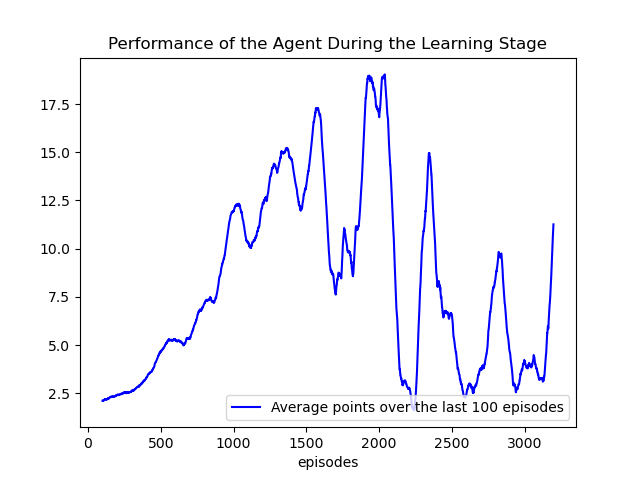 Performance of the Agent During the Learning Stage
17.5
15.0
12.5
10.0
7.5
5.0
2.5
Average points over the last 100 episodes
0 500 1000 1500 2000 2500 3000
episodes